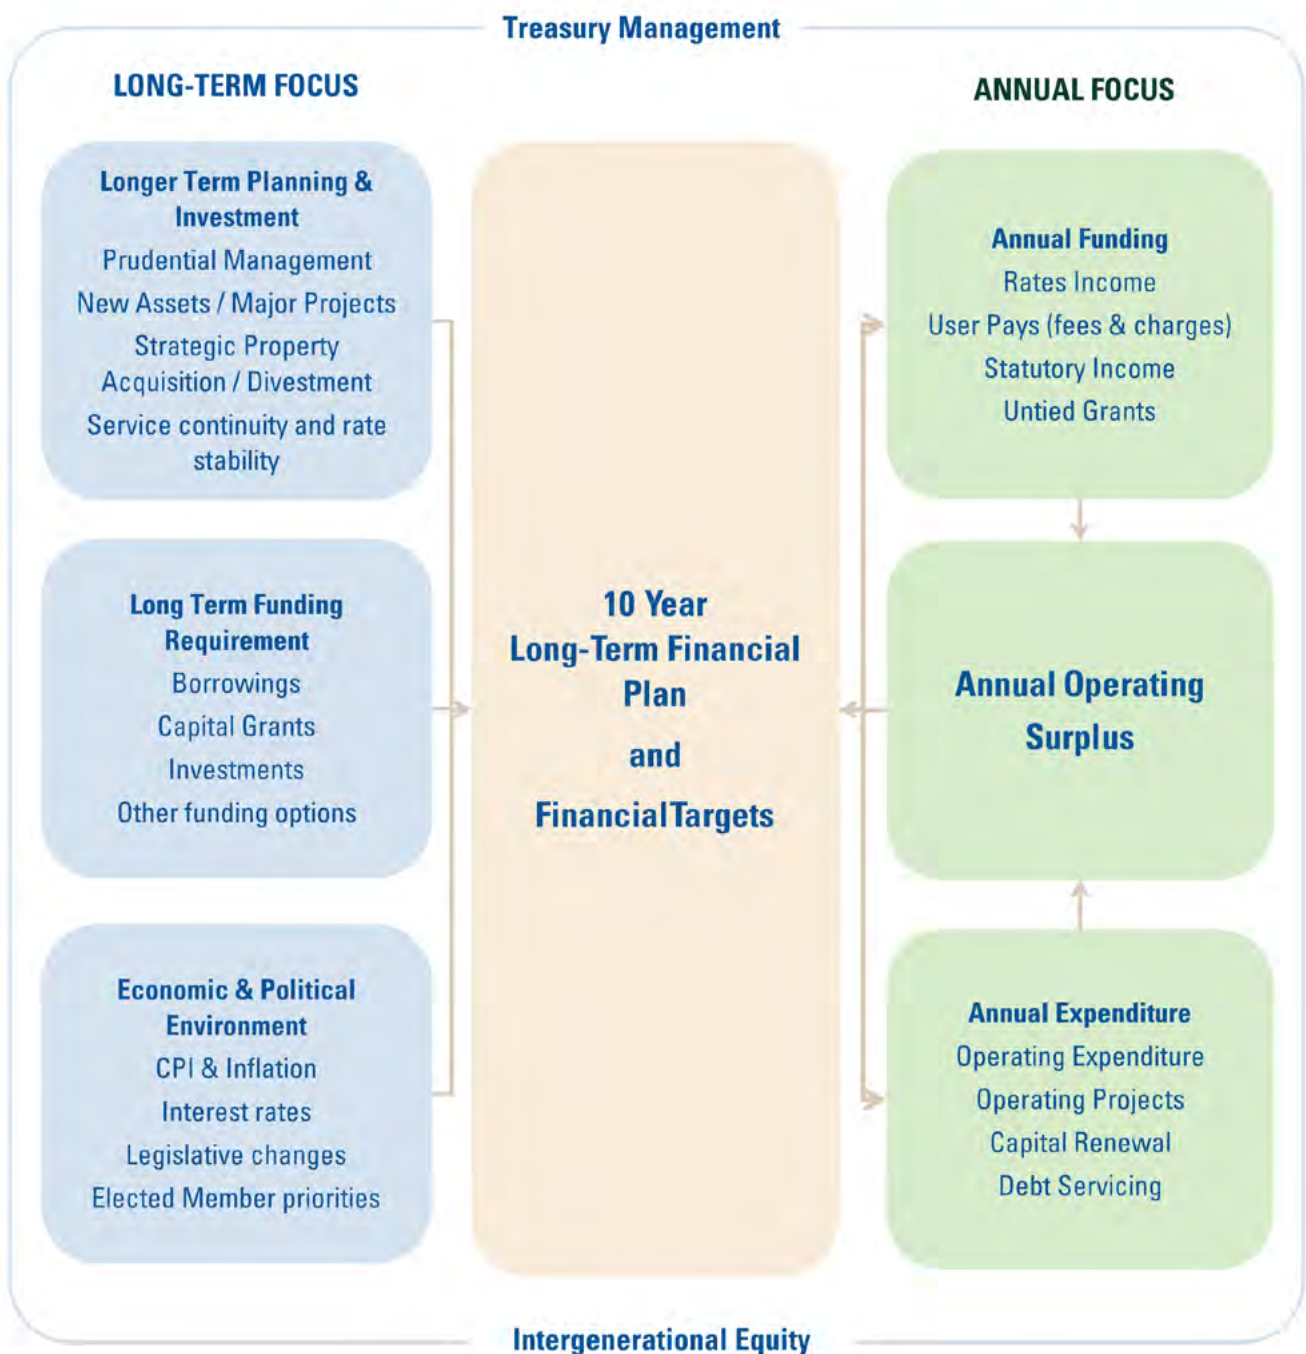 Treasury Management
LONG-TERM FOCUS
Longer Term Planning &
Investment
Prudential Management
New Assets / Major Projects
Strategic Property
Acquisition / Divestment
Service continuity and rate
stability
Long Term Funding
Requirement
Borrowings
Capital Grants
Investments
Other funding options
Economic & Political
Environment
CPI & Inflation
Interest rates
Legislative changes
Elected Member priorities
10 Year
Long-Term Financial
Plan
and
Financial Targets
ANNUAL FOCUS
Annual Funding
Rates Income
User Pays (fees & charges)
Statutory Income
Untied Grants
Annual Operating
Surplus
Annual Expenditure
Operating Expenditure
Operating Projects
Capital Renewal
Debt Servicing
Intergenerational Equity